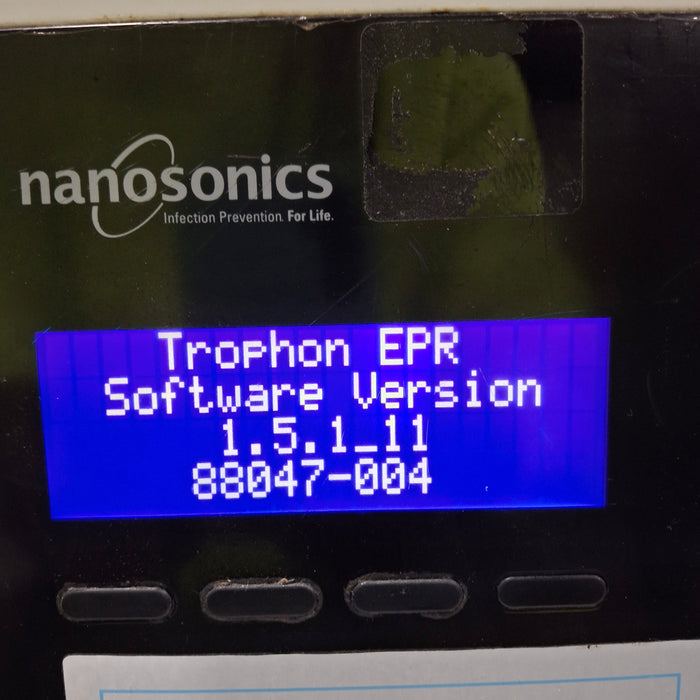 nanosonics
Infection Prevention. For Life.
Trophon EPR
Software Version
1.5.1_11
88047-004